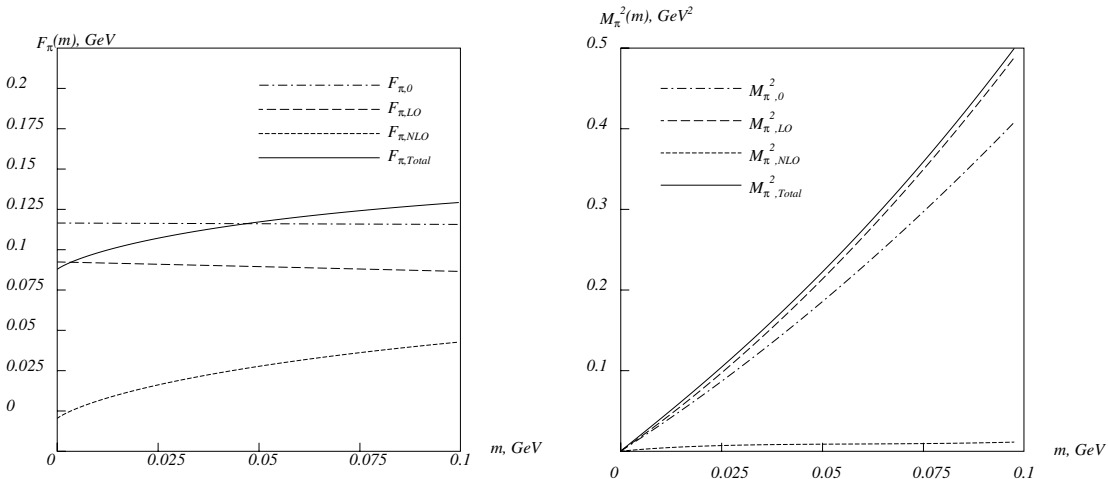 F_π(m), GeV
0.2
0.175
0.15
0.125
0.1
0.075
0.05
0.025
0
0 0.025 0.05 0.075 0.1
m, GeV
F_π,0
F_π,LO
F_π,NLO
F_π,Total
M_π^2(m), GeV^2
0.5
0.4
0.3
0.2
0.1
0 0.025 0.05 0.075 0.1
m, GeV
M_π^2,0
M_π^2,LO
M_π^2,NLO
M_π^2,Total